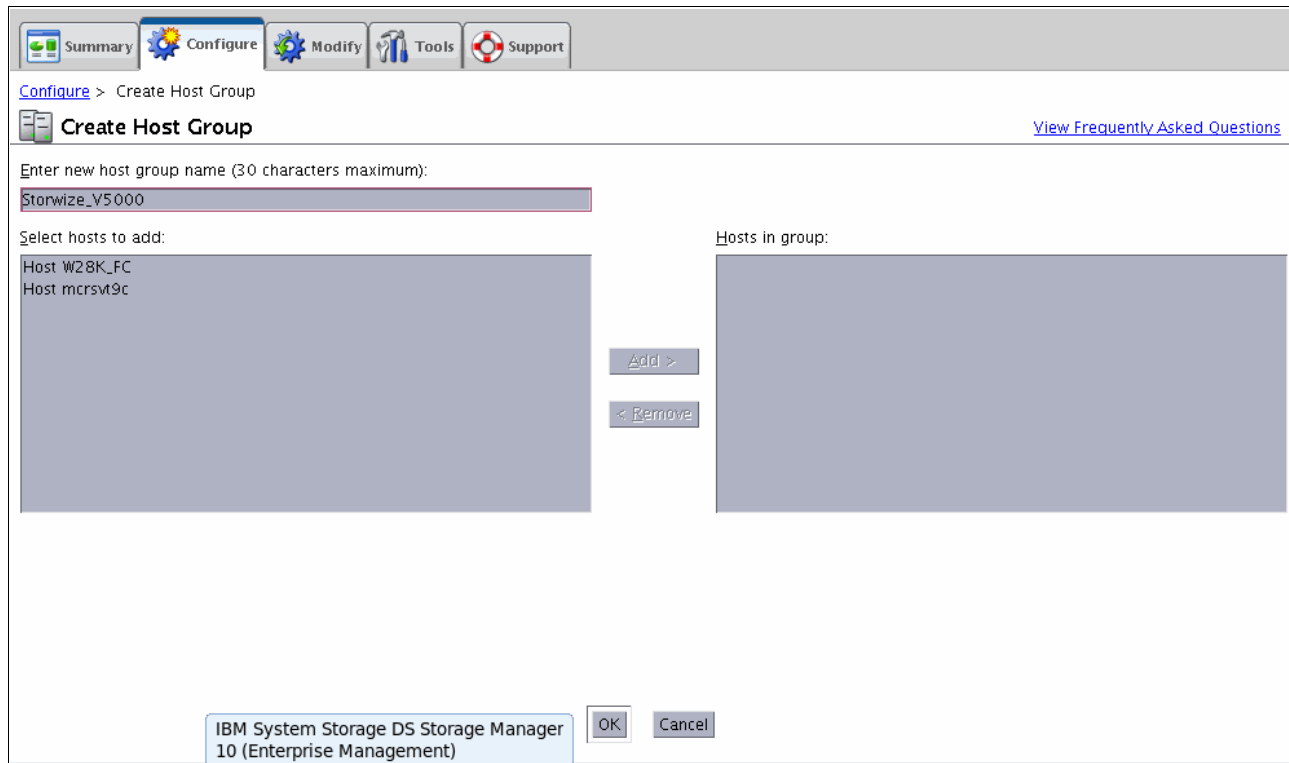 Summary
Configure
Modify
Tools
Support
Configure > Create Host Group
Create Host Group
View Frequently Asked Questions
Enter new host group name (30 characters maximum):
Storwize_V5000
Select hosts to add:
Hosts in group:
Host W28K_FC
Host mcrsvt9c
Add >
< Remove
OK
Cancel
IBM System Storage DS Storage Manager
10 (Enterprise Management)